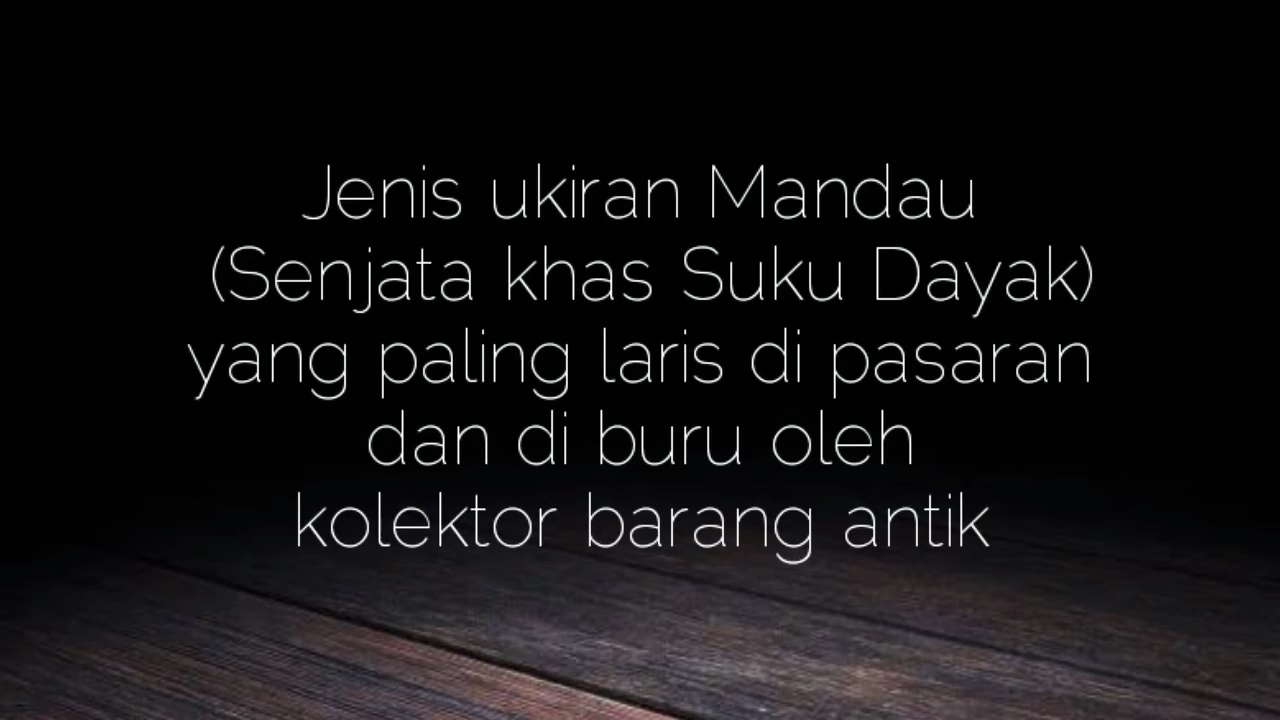 Jenis ukiran Mandau
(Senjata khas Suku Dayak)
yang paling laris di pasaran
dan di buru oleh
kolektor barang antik